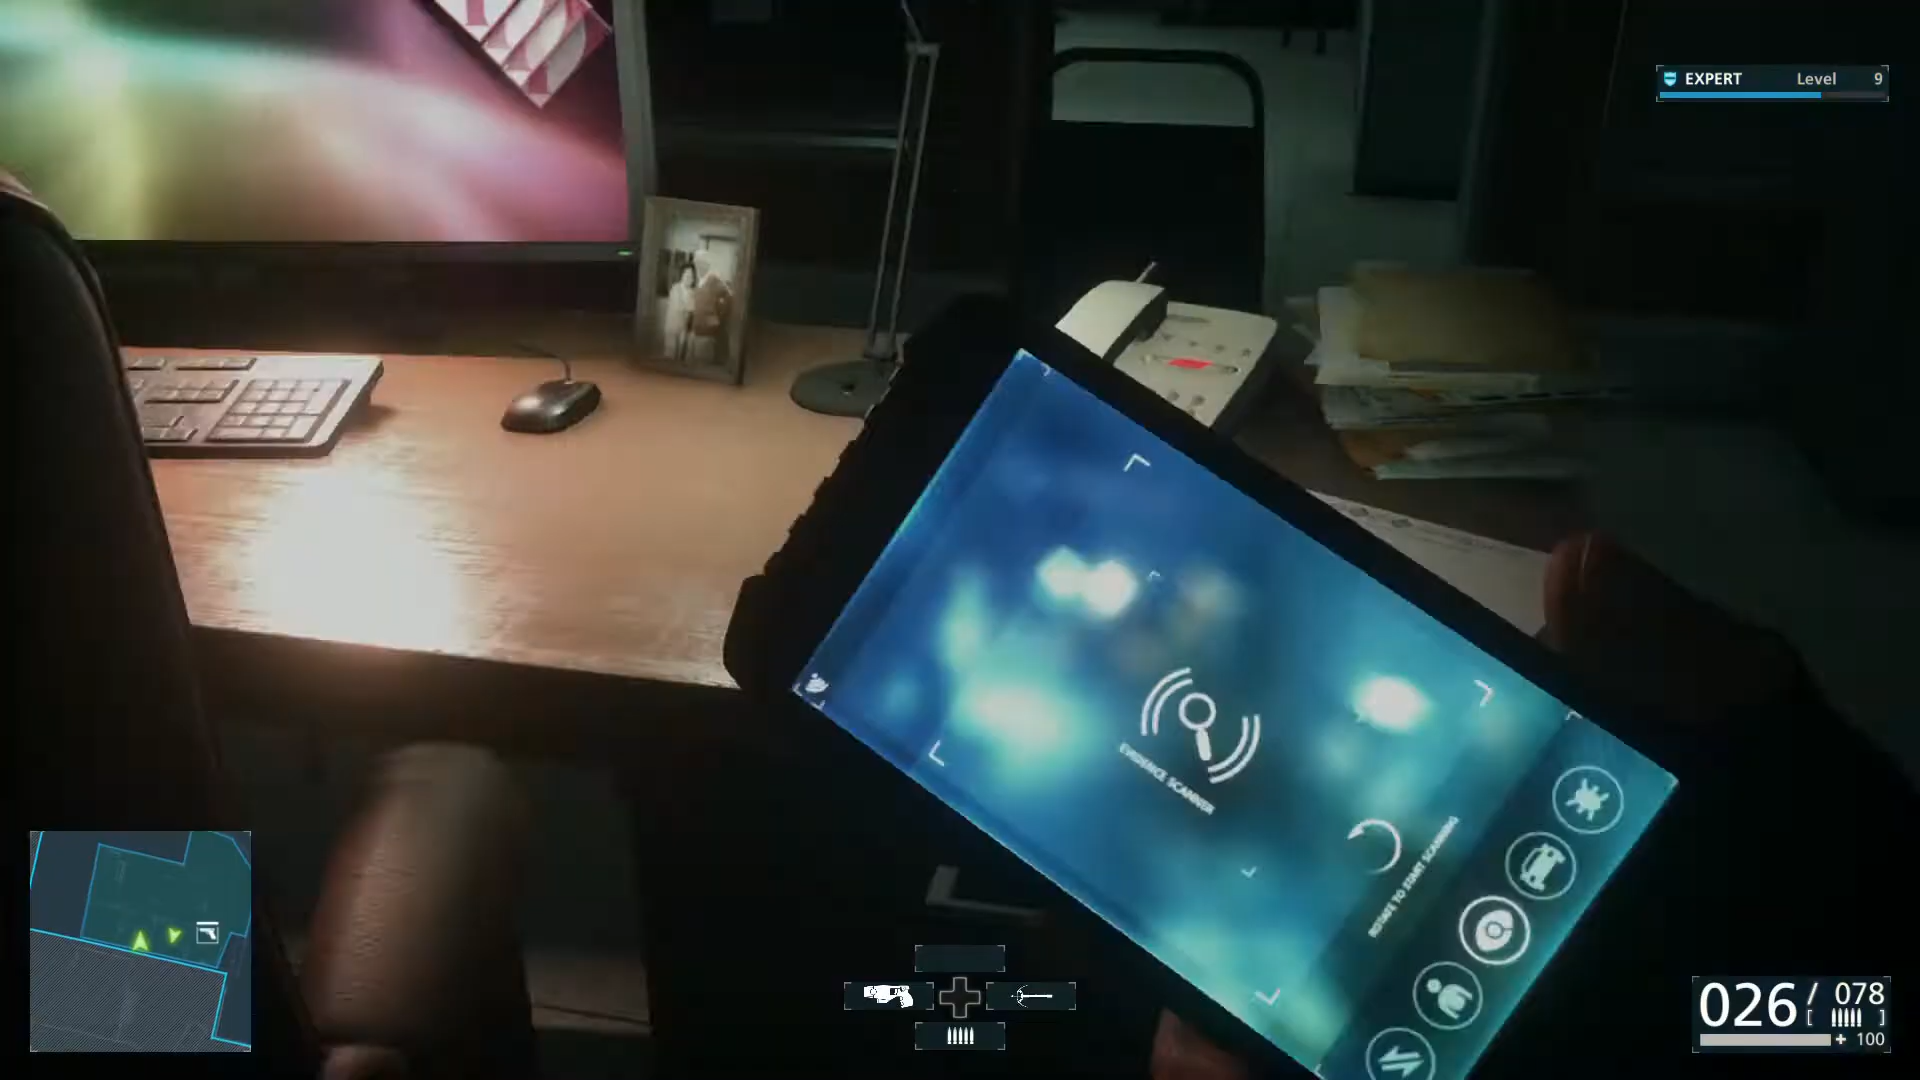 EXPERT Level 9
EVIDENCE SCANNER
ROTATE TO START SCANNING
026/ 078
[ ]
+ 100